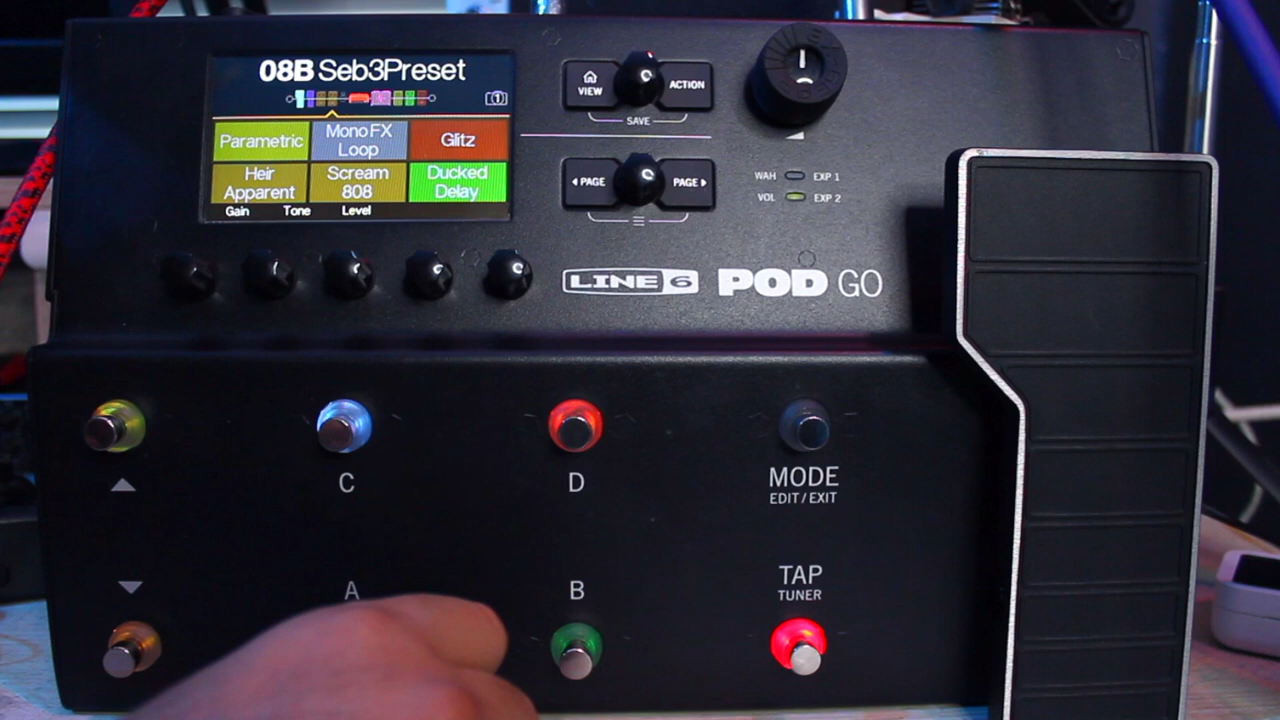 08B Seb3Preset
1
Parametric
Mono FX
Loop
Glitz
Heir
Apparent
Scream
808
Ducked
Delay
Gain Tone Level
VIEW
ACTION
SAVE
PAGE
PAGE
WAH EXP 1
VOL EXP 2
LINE 6 POD GO
C
D
MODE
EDIT / EXIT
A
B
TAP
TUNER